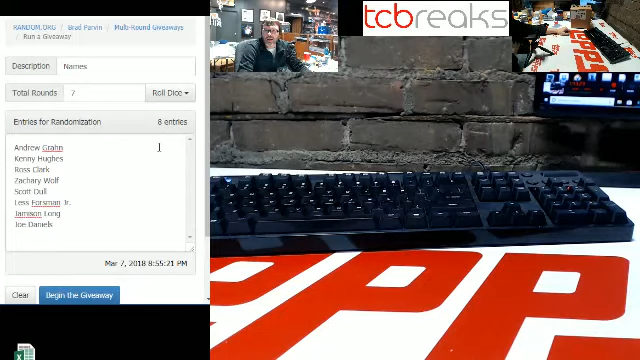 RANDOM.ORG Brad Parvin Multi-Round Giveaways
Run a Giveaway
Description Names
Total Rounds 7 Roll Dice
Entries for Randomization 8 entries
Andrew Grahn
Kenny Hughes
Ross Clark
Zachary Wolf
Scott Dull
Less Forsman Jr.
Jamison Long
Joe Daniels
Mar 7, 2018 8:55:21 PM
Clear Begin the Giveaway
tcbreaks